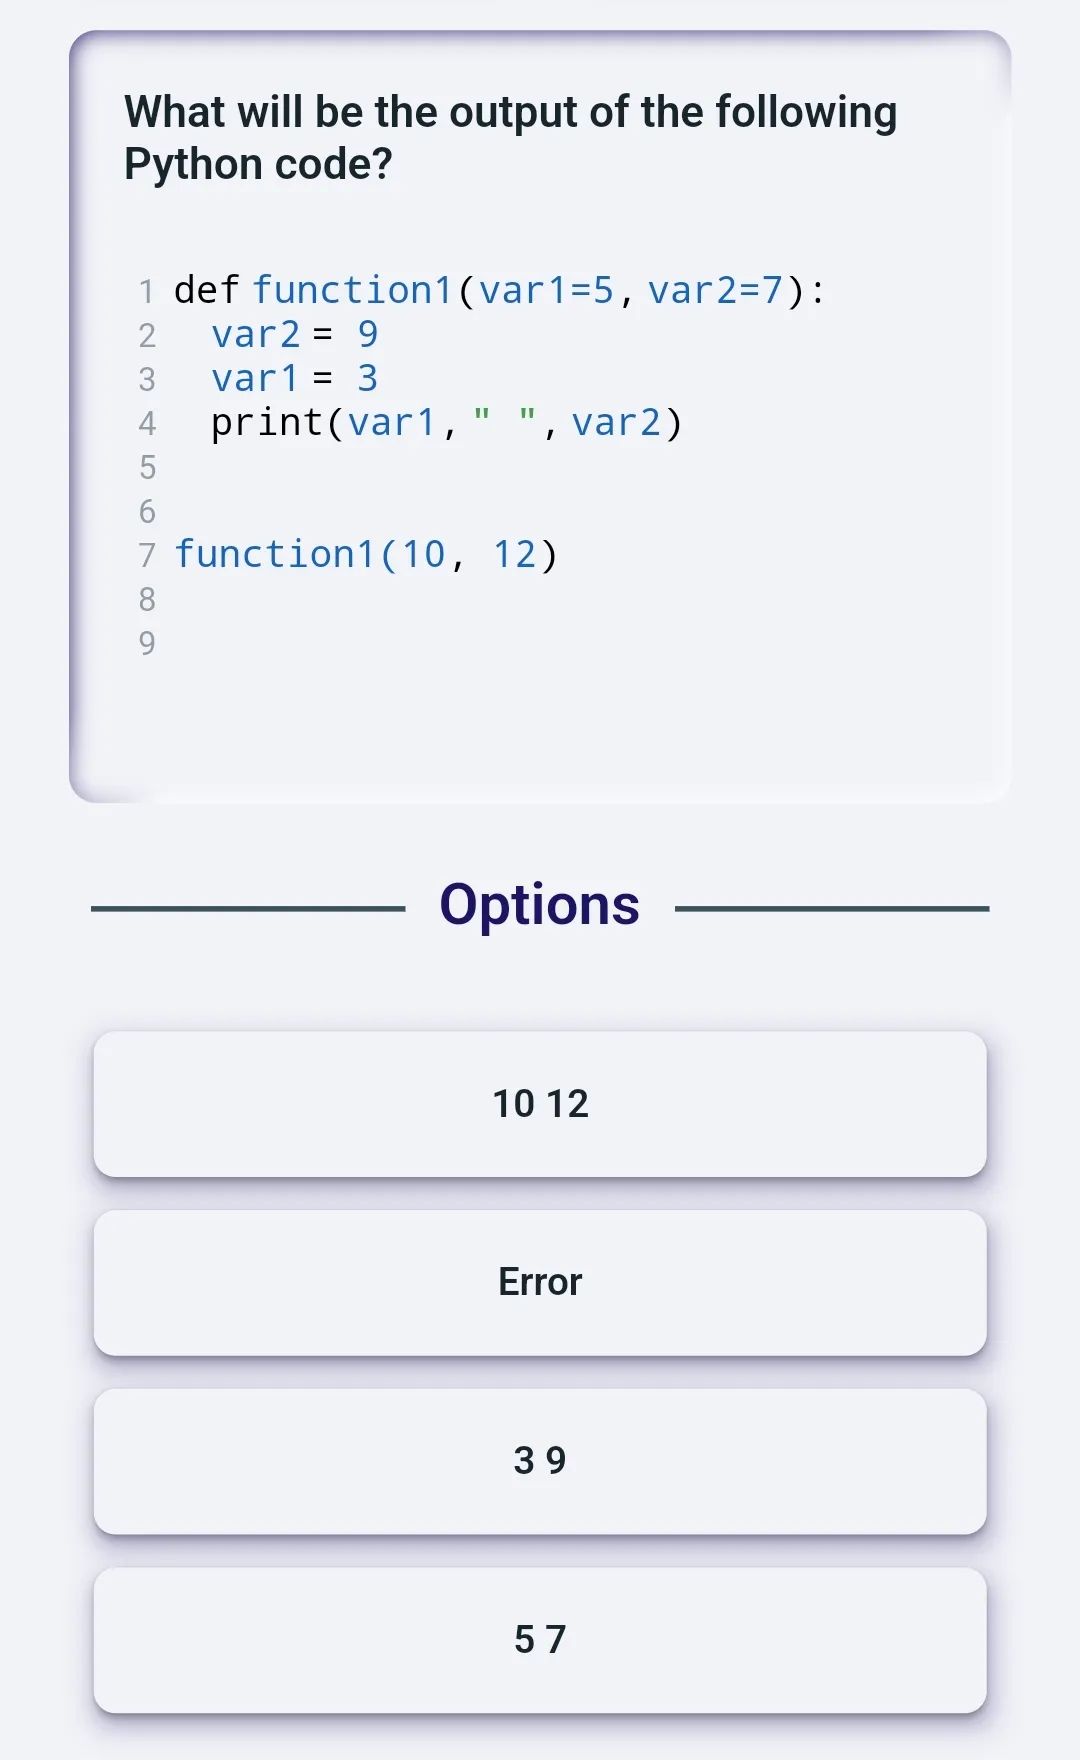 What will be the output of the following
Python code?
1 def function1(var1=5, var2=7):
2   var2 = 9
3   var1 = 3
4   print(var1, " ", var2)
5
6
7 function1(10, 12)
8
9
Options
10 12
Error
3 9
5 7